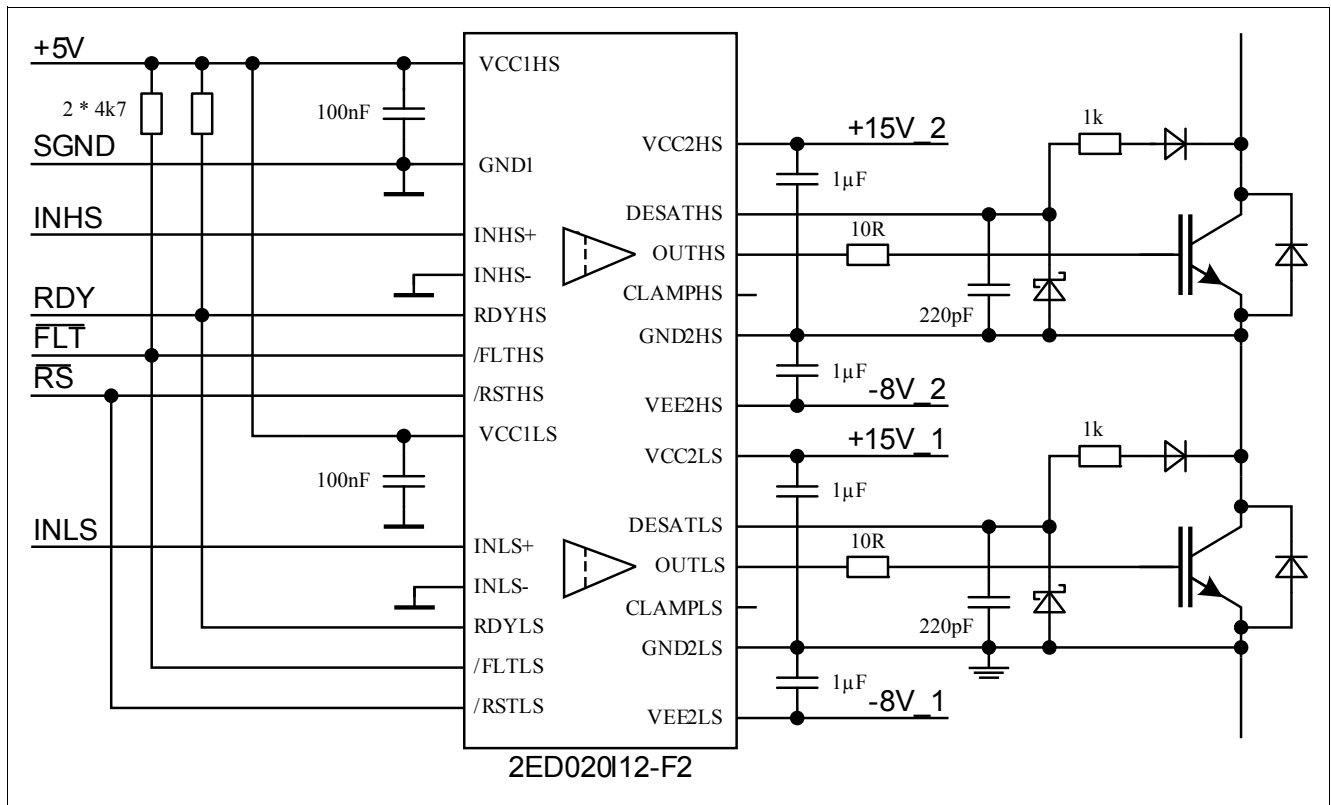 +5V
2 * 4k7
100nF
SGND
INHS
RDY
FLT
RS
100nF
INLS
VCC1HS
GND1
INHS+
INHS-
RDYHS
/FLTHS
/RSTHS
VCC1LS
INLS+
INLS-
RDYLS
/FLTLS
/RSTLS
VCC2HS
DESATHS
OUTHS
CLAMPHS
GND2HS
VEE2HS
VCC2LS
DESATLS
OUTLS
CLAMPLS
GND2LS
VEE2LS
+15V_2
1k
1µF
10R
220pF
1µF
-8V_2
+15V_1
1k
1µF
10R
220pF
1µF
-8V_1
2ED020I12-F2